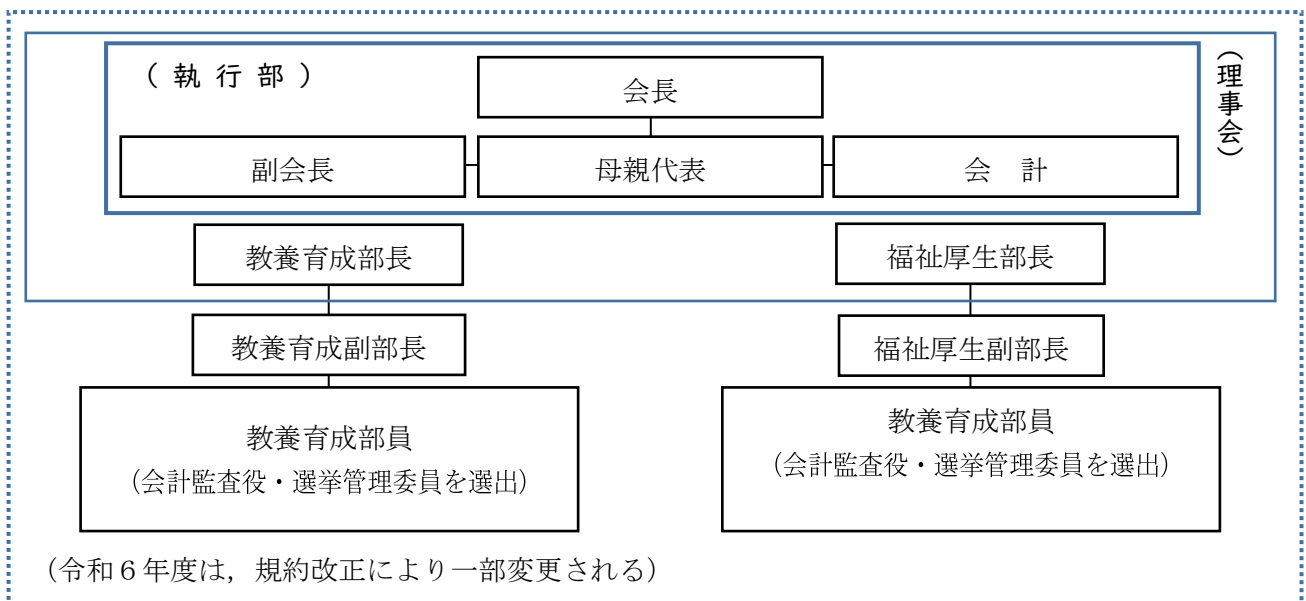 (執行部)
(理事会)
会長
副会長
母親代表
会　計
教養育成部長
福祉厚生部長
教養育成副部長
福祉厚生副部長
教養育成部員
(会計監査役・選挙管理委員を選出)
教養育成部員
(会計監査役・選挙管理委員を選出)
(令和６年度は，規約改正により一部変更される)